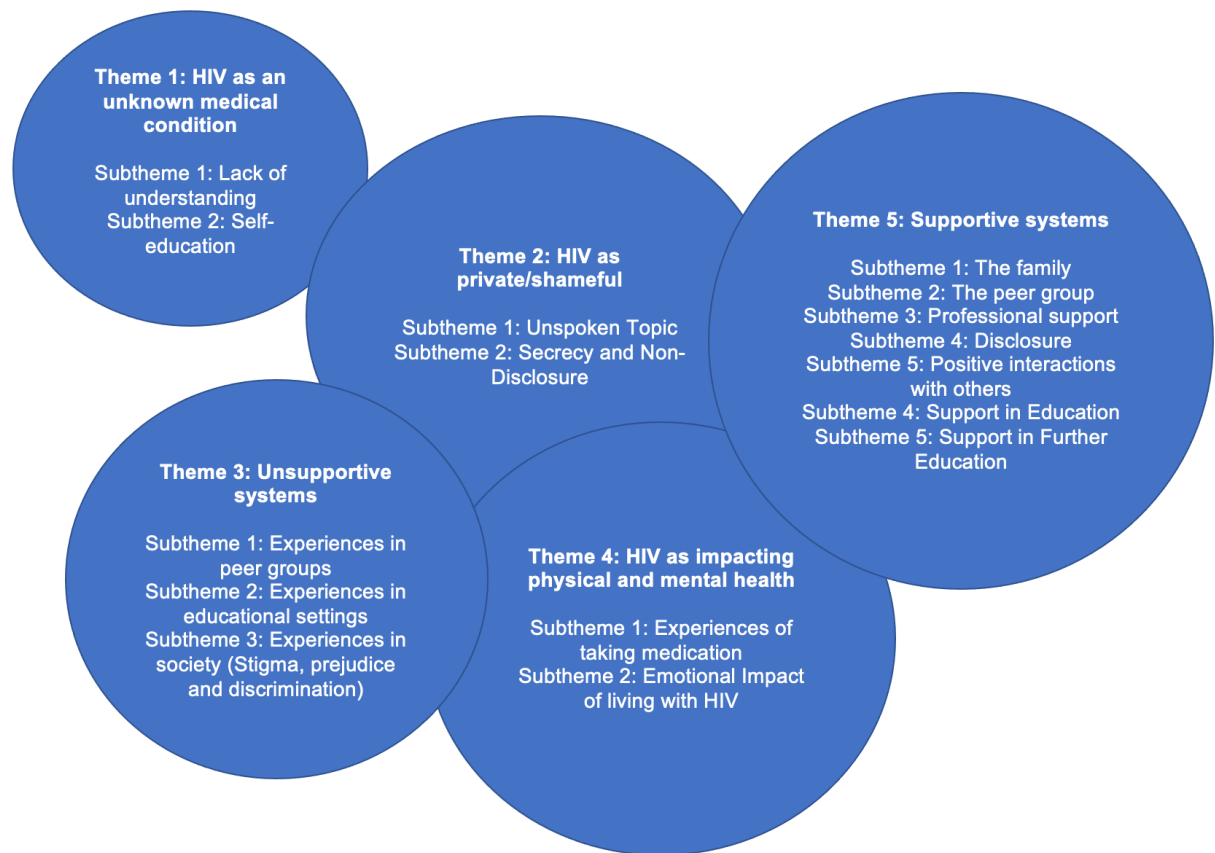 Theme 1: HIV as an
unknown medical
condition
Subtheme 1: Lack of
understanding
Subtheme 2: Self-
education
Theme 2: HIV as
private/shameful
Subtheme 1: Unspoken Topic
Subtheme 2: Secrecy and Non-
Disclosure
Theme 5: Supportive systems
Subtheme 1: The family
Subtheme 2: The peer group
Subtheme 3: Professional support
Subtheme 4: Disclosure
Subtheme 5: Positive interactions
with others
Subtheme 4: Support in Education
Subtheme 5: Support in Further
Education
Theme 3: Unsupportive
systems
Subtheme 1: Experiences in
peer groups
Subtheme 2: Experiences in
educational settings
Subtheme 3: Experiences in
society (Stigma, prejudice
and discrimination)
Theme 4: HIV as impacting
physical and mental health
Subtheme 1: Experiences of
taking medication
Subtheme 2: Emotional Impact
of living with HIV